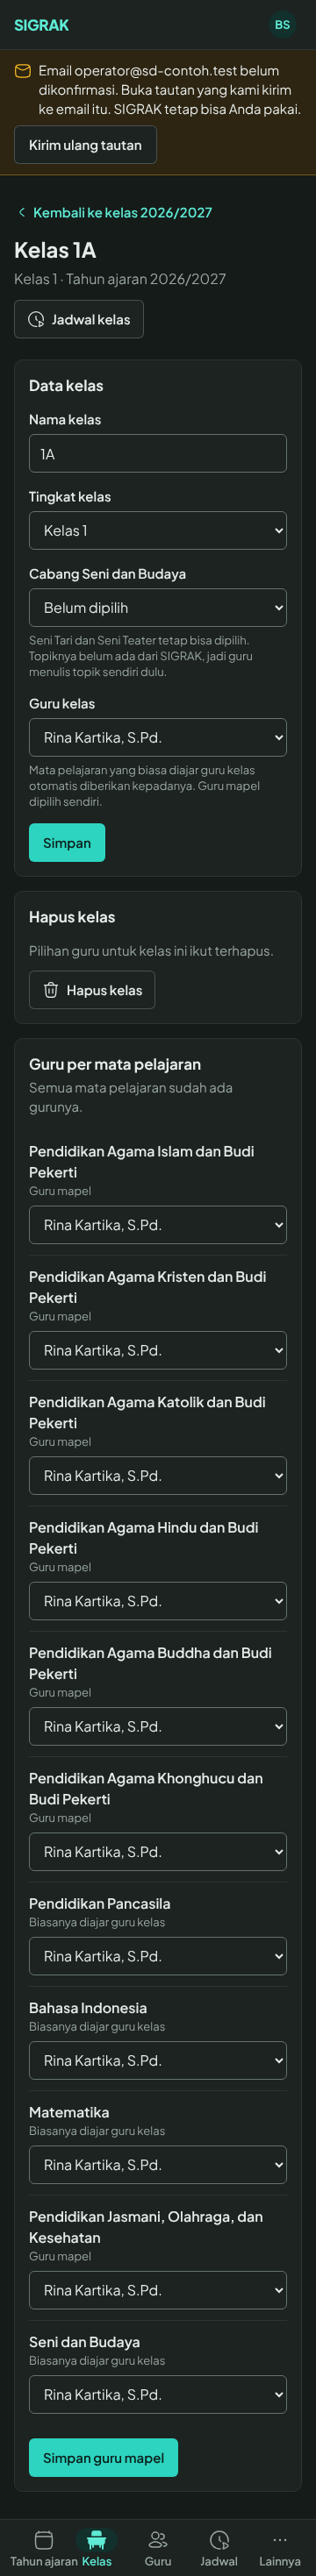 SIGRAK
BS
Email operator@sd-contoh.test belum
dikonfirmasi. Buka tautan yang kami kirim
ke email itu. SIGRAK tetap bisa Anda pakai.
Kirim ulang tautan
Kembali ke kelas 2026/2027
Kelas 1A
Kelas 1 · Tahun ajaran 2026/2027
Jadwal kelas
Data kelas
Nama kelas
1A
Tingkat kelas
Kelas 1
Cabang Seni dan Budaya
Belum dipilih
Seni Tari dan Seni Teater tetap bisa dipilih.
Topiknya belum ada dari SIGRAK, jadi guru
menulis topik sendiri dulu.
Guru kelas
Rina Kartika, S.Pd.
Mata pelajaran yang biasa diajar guru kelas
otomatis diberikan kepadanya. Guru mapel
dipilih sendiri.
Simpan
Hapus kelas
Pilihan guru untuk kelas ini ikut terhapus.
Hapus kelas
Guru per mata pelajaran
Semua mata pelajaran sudah ada
gurunya.
Pendidikan Agama Islam dan Budi
Pekerti
Guru mapel
Rina Kartika, S.Pd.
Pendidikan Agama Kristen dan Budi
Pekerti
Guru mapel
Rina Kartika, S.Pd.
Pendidikan Agama Katolik dan Budi
Pekerti
Guru mapel
Rina Kartika, S.Pd.
Pendidikan Agama Hindu dan Budi
Pekerti
Guru mapel
Rina Kartika, S.Pd.
Pendidikan Agama Buddha dan Budi
Pekerti
Guru mapel
Rina Kartika, S.Pd.
Pendidikan Agama Khonghucu dan
Budi Pekerti
Guru mapel
Rina Kartika, S.Pd.
Pendidikan Pancasila
Biasanya diajar guru kelas
Rina Kartika, S.Pd.
Bahasa Indonesia
Biasanya diajar guru kelas
Rina Kartika, S.Pd.
Matematika
Biasanya diajar guru kelas
Rina Kartika, S.Pd.
Pendidikan Jasmani, Olahraga, dan
Kesehatan
Guru mapel
Rina Kartika, S.Pd.
Seni dan Budaya
Biasanya diajar guru kelas
Rina Kartika, S.Pd.
Simpan guru mapel
Tahun ajaran
Kelas
Guru
Jadwal
Lainnya